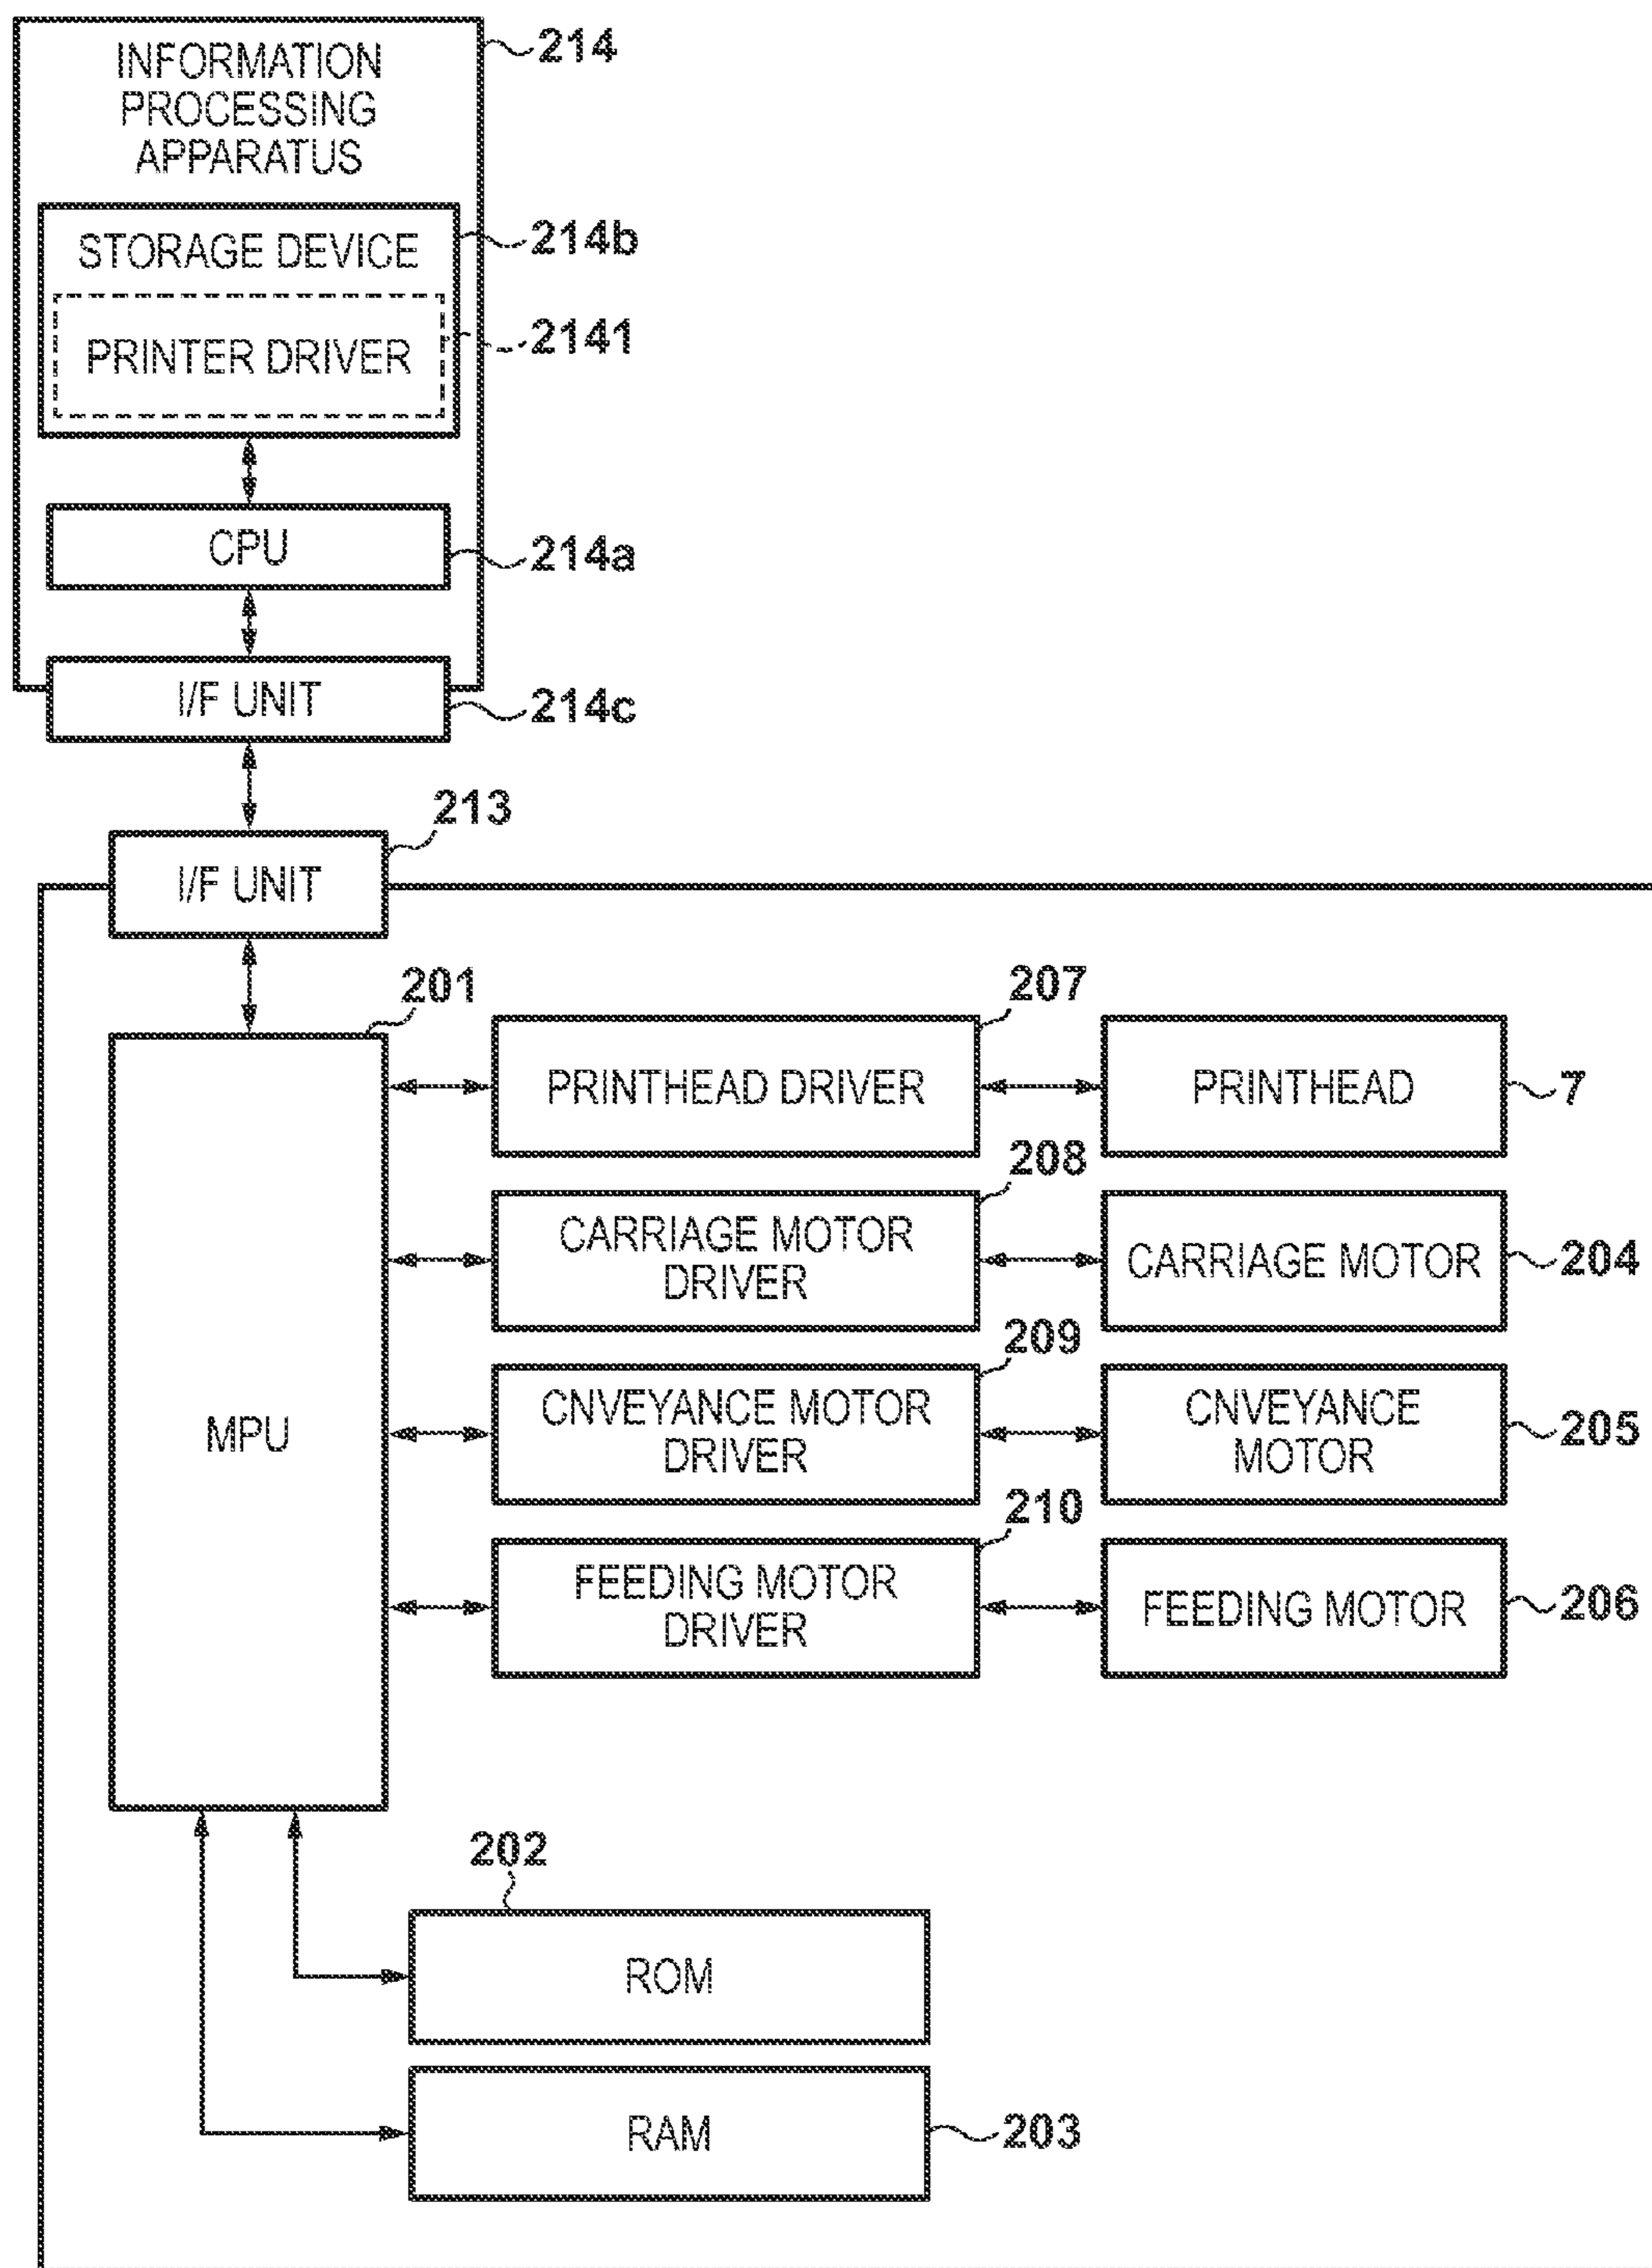 INFORMATION
PROCESSING
APPARATUS
214
STORAGE DEVICE
214b
PRINTER DRIVER
2141
CPU
214a
I/F UNIT
214c
213
I/F UNIT
201
MPU
207
PRINTHEAD DRIVER
PRINTHEAD
7
208
CARRIAGE MOTOR
DRIVER
CARRIAGE MOTOR
204
209
CNVEYANCE MOTOR
DRIVER
CNVEYANCE
MOTOR
205
210
FEEDING MOTOR
DRIVER
FEEDING MOTOR
206
202
ROM
RAM
203